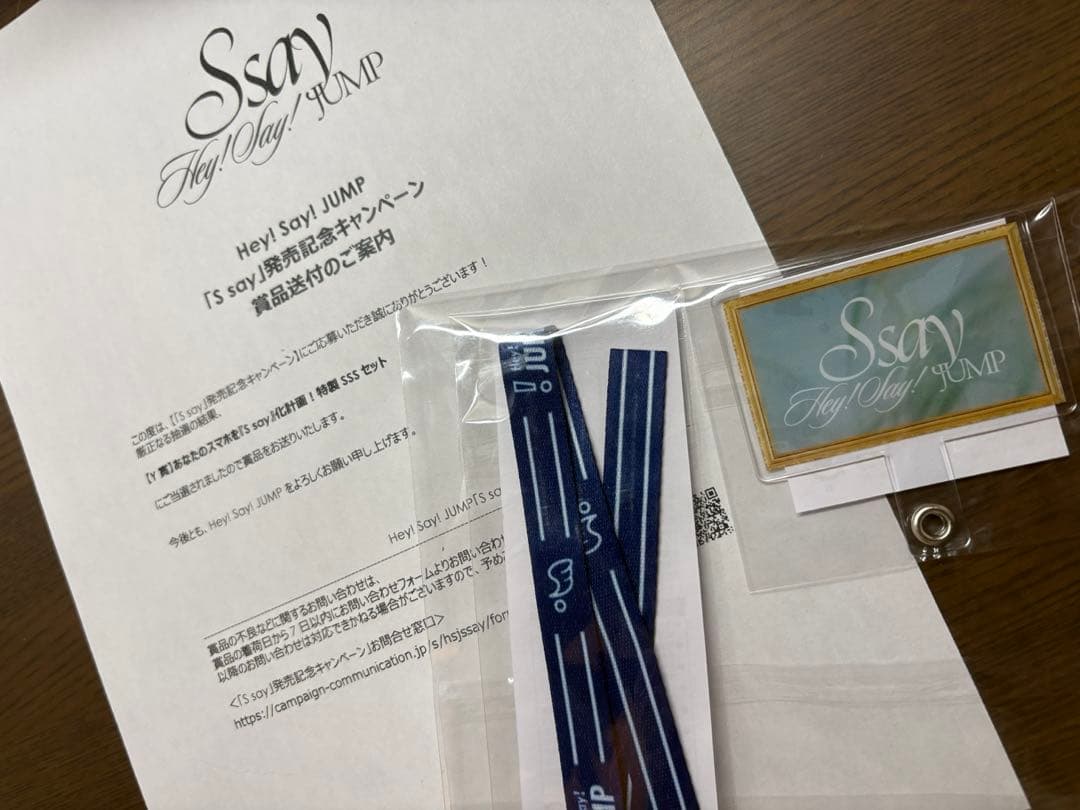 S say
Hey! Say! JUMP
Hey! Say! JUMP
「S say」発売記念キャンペーン
賞品送付のご案内
この度は、【「S say」発売記念キャンペーン】にご応募いただき誠にありがとうございます！
厳正なる抽選の結果、
【Y賞】あなたのスマホを『S say』化計画！特製 SSS セット
にご当選されましたので賞品をお送りいたします。
今後とも、Hey! Say! JUMP をよろしくお願い申し上げます。
Hey! Say! JUMP「S say
賞品の不良などに関するお問い合わせは、
賞品の着荷日から7日以内にお問い合わせフォームよりお問い合わせ
以降のお問い合わせは対応できかねる場合がございますので、予め
<「S say」発売記念キャンペーン」お問合せ窓口>
https://campaign-communication.jp/s/hsjssay/for
Hey!
JU
S say
Hey! Say! JUMP